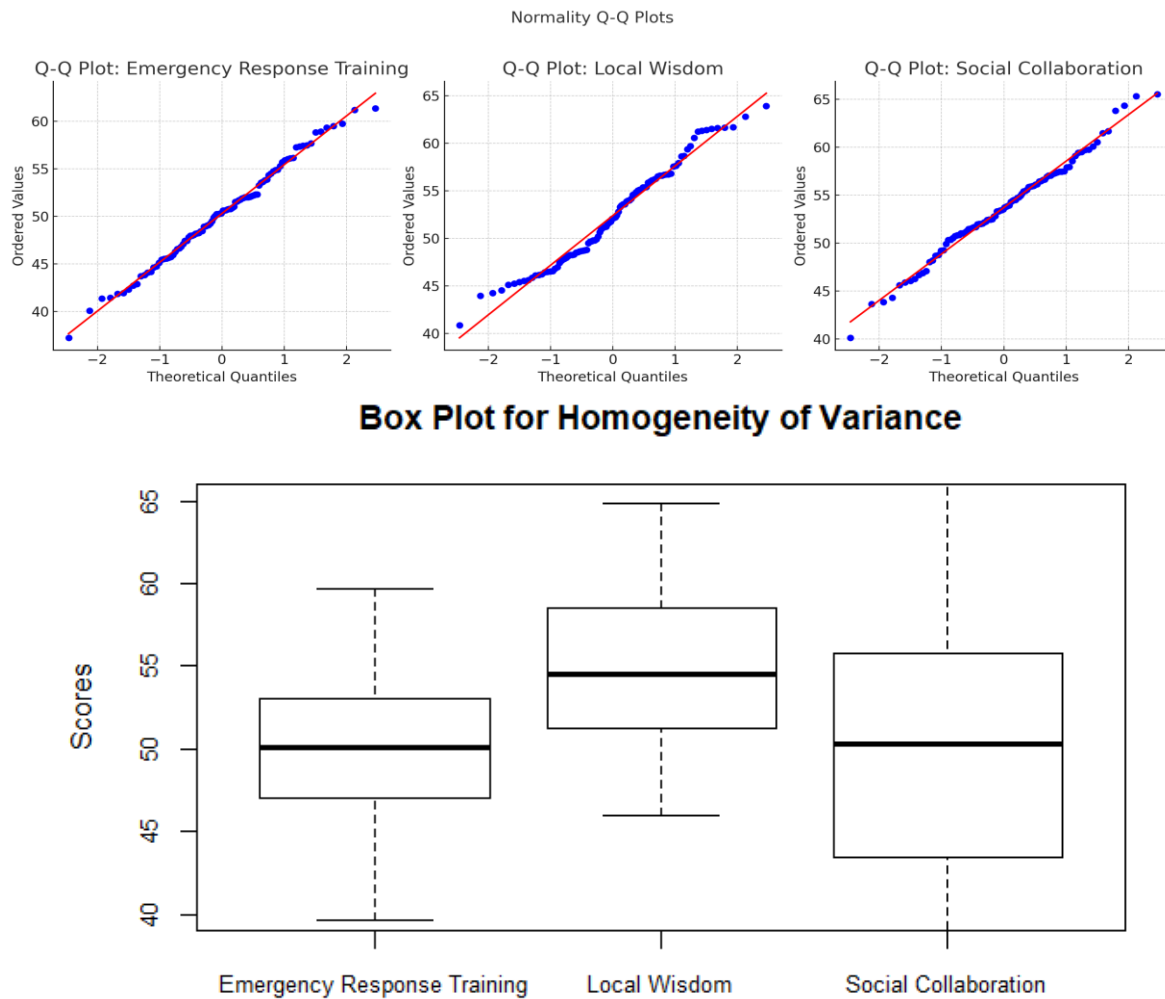 Normality Q-Q Plots
Q-Q Plot: Emergency Response Training
Q-Q Plot: Local Wisdom
Q-Q Plot: Social Collaboration
Ordered Values
60
55
50
45
40
−2
−1
0
1
2
Theoretical Quantiles
Ordered Values
65
60
55
50
45
40
−2
−1
0
1
2
Theoretical Quantiles
Ordered Values
65
60
55
50
45
40
−2
−1
0
1
2
Theoretical Quantiles
Box Plot for Homogeneity of Variance
Scores
65
60
55
50
45
40
Emergency Response Training
Local Wisdom
Social Collaboration